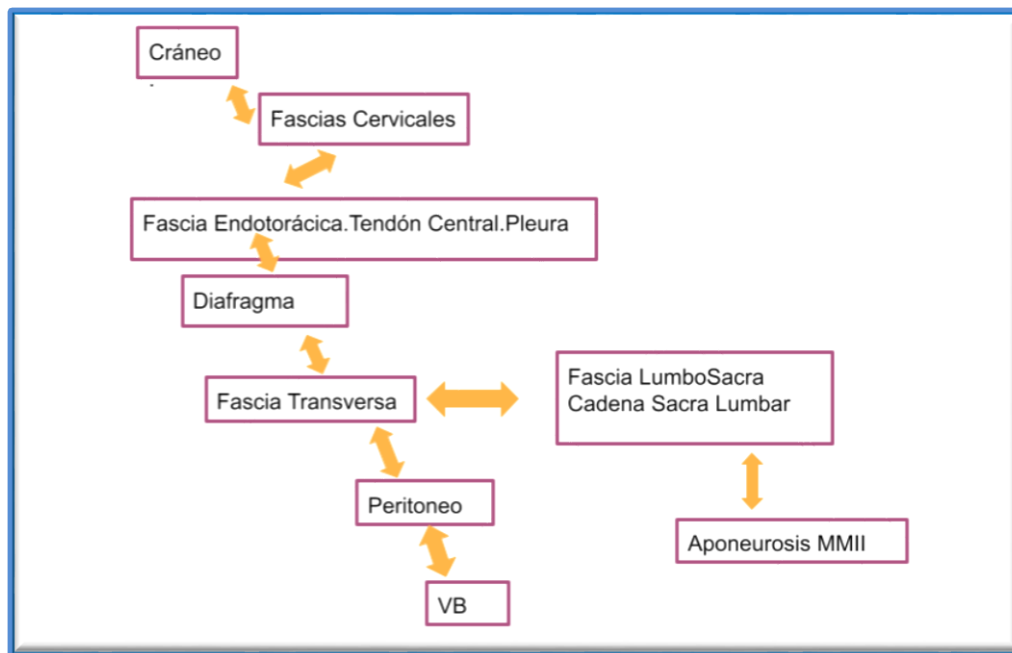 Cráneo
Fascias Cervicales
Fascia Endotorácica.Tendón Central.Pleura
Diafragma
Fascia Transversa
Fascia LumboSacra
Cadena Sacra Lumbar
Peritoneo
Aponeurosis MMII
VB